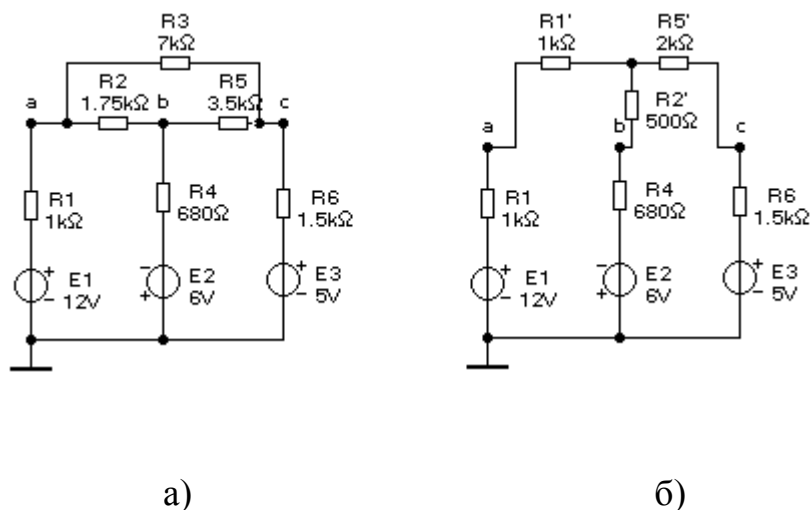 R3
7kΩ
R2
1.75kΩ
R5
3.5kΩ
a
b
c
R1
1kΩ
R4
680Ω
R6
1.5kΩ
E1
12V
E2
6V
E3
5V
+
−
−
+
+
−
а)
R1'
1kΩ
R5'
2kΩ
R2'
500Ω
a
b
c
R1
1kΩ
R4
680Ω
R6
1.5kΩ
E1
12V
E2
6V
E3
5V
+
−
−
+
+
−
б)